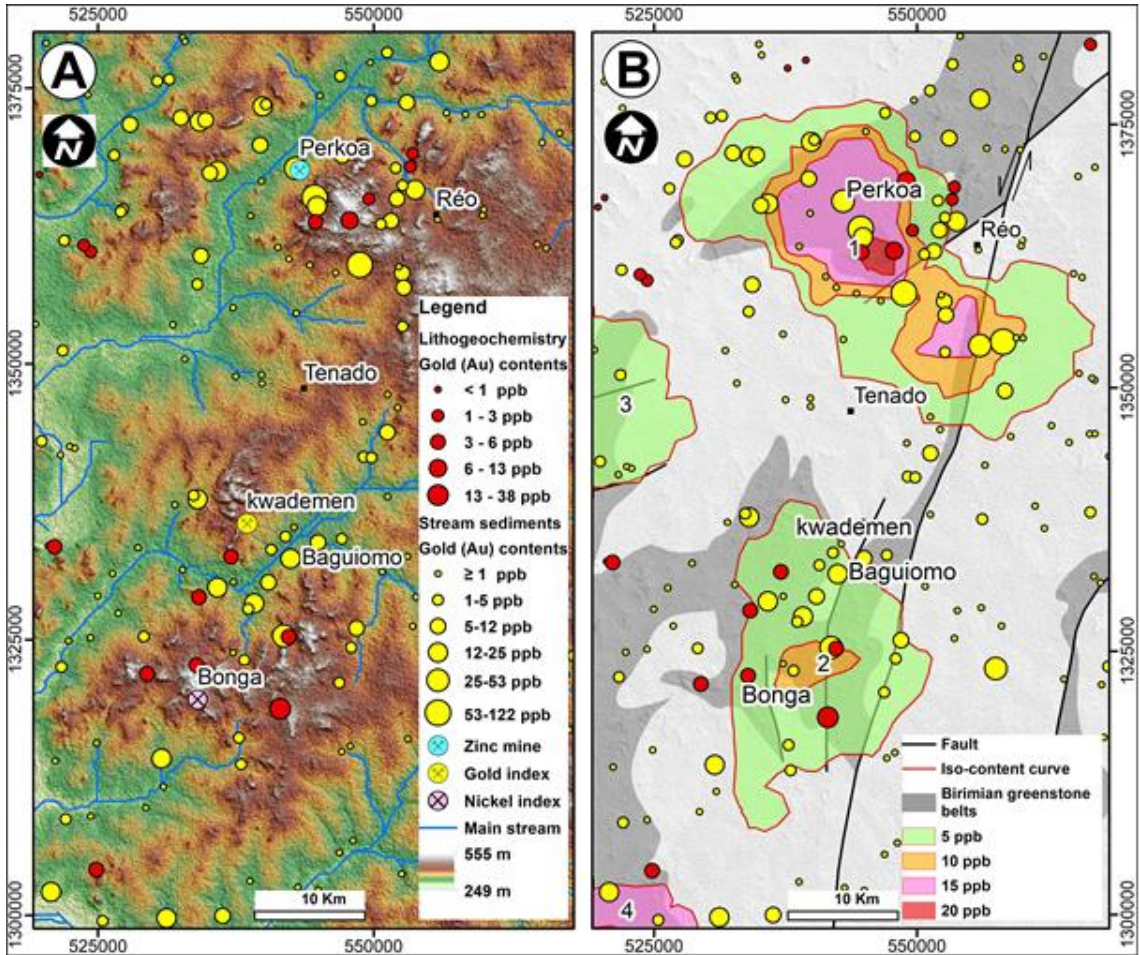 525000
550000
525000
550000
A
N
B
N
1375000
1350000
1325000
1300000
Perkoa
Réo
Tenado
kwademen
Baguiomo
Bonga
Legend
Lithogeochemistry
Gold (Au) contents
< 1 ppb
1 - 3 ppb
3 - 6 ppb
6 - 13 ppb
13 - 38 ppb
Stream sediments
Gold (Au) contents
≥ 1 ppb
1-5 ppb
5-12 ppb
12-25 ppb
25-53 ppb
53-122 ppb
Zinc mine
Gold index
Nickel index
Main stream
555 m
249 m
10 Km
525000
550000
Perkoa
1
Réo
Tenado
3
kwademen
Baguiomo
2
Bonga
4
Fault
Iso-content curve
Birimian greenstone
belts
5 ppb
10 ppb
15 ppb
20 ppb
10 Km
1375000
1350000
1325000
1300000
525000
550000